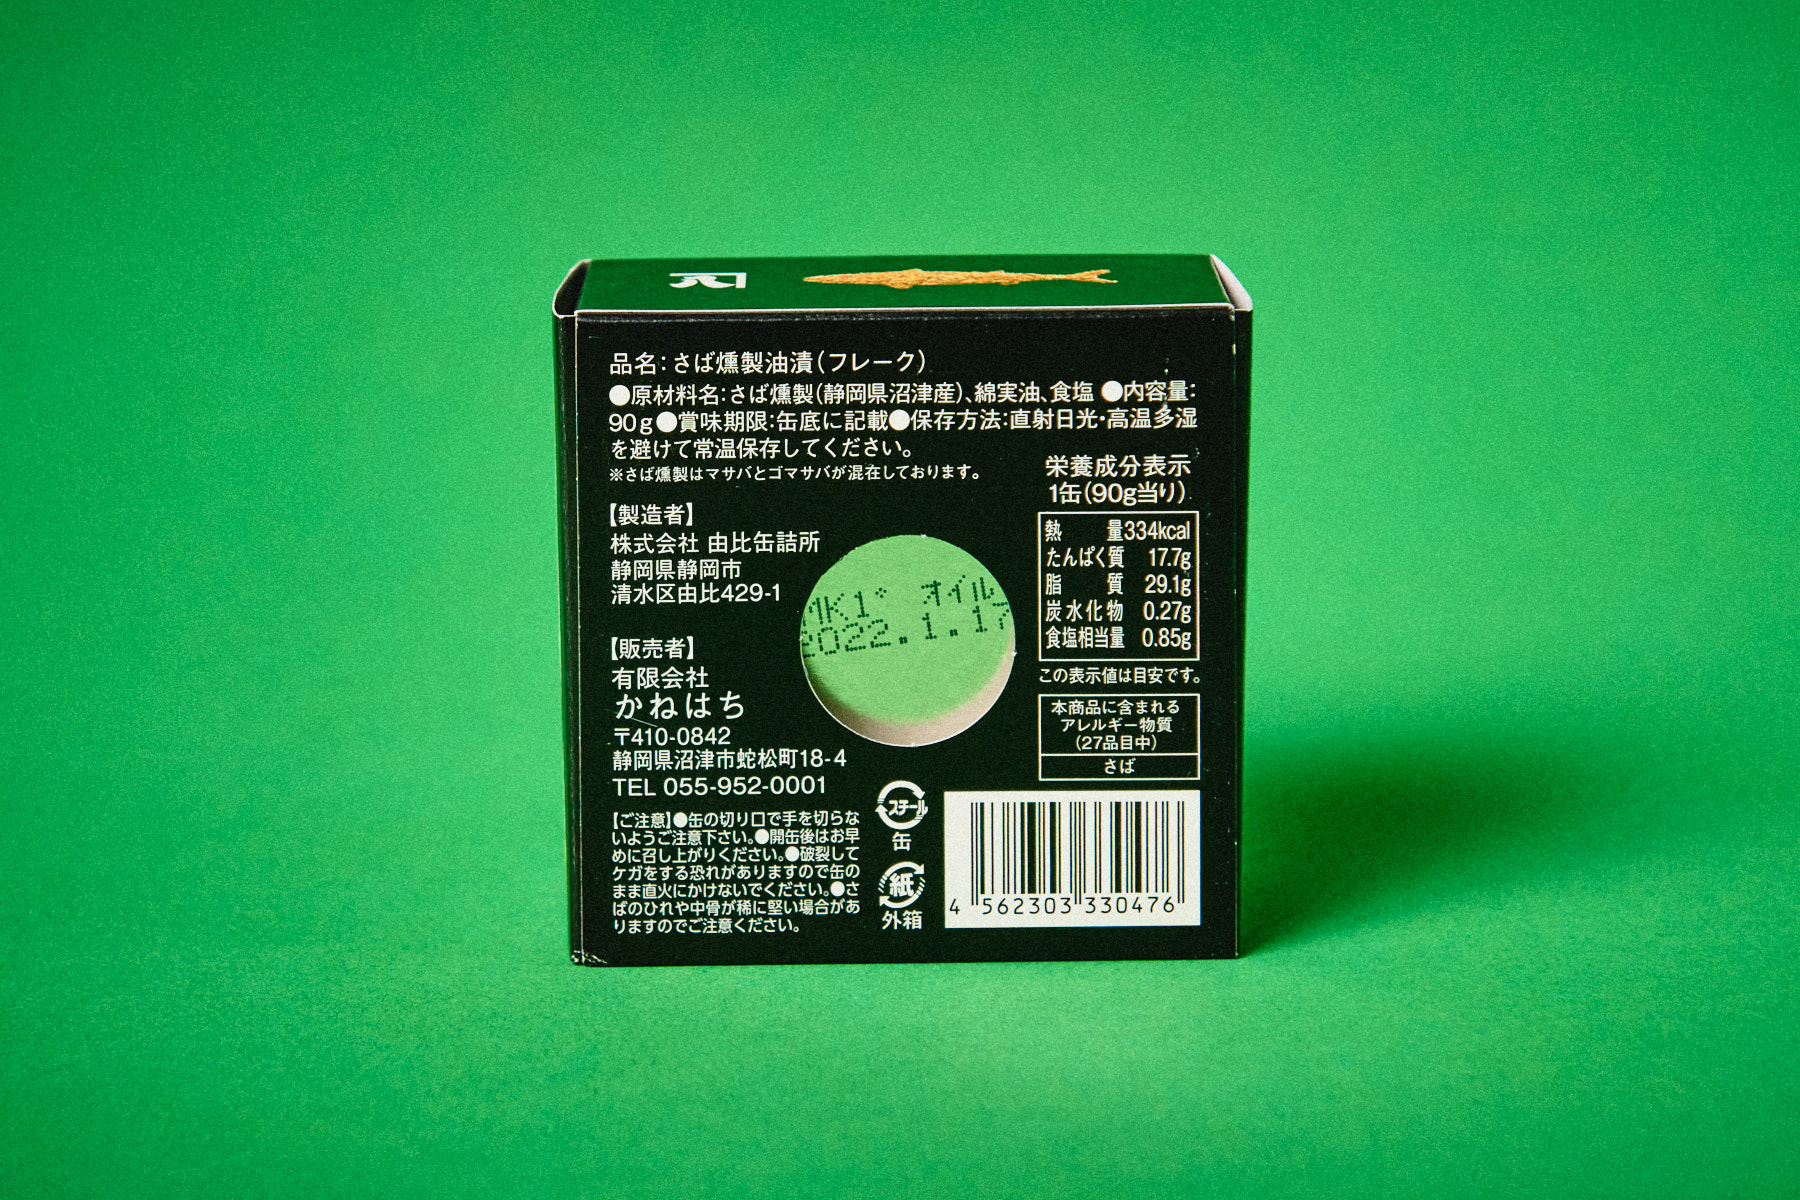 品名：さば燻製油漬（フレーク）
●原材料名：さば燻製（静岡県沼津産）、綿実油、食塩 ●内容量：
90g●賞味期限：缶底に記載●保存方法：直射日光・高温多湿
を避けて常温保存してください。
※さば燻製はマサバとゴマサバが混在しております。
【製造者】
株式会社 由比缶詰所
静岡県静岡市
清水区由比429-1
【販売者】
有限会社
かねはち
〒410-0842
静岡県沼津市蛇松町18-4
TEL 055-952-0001
【ご注意】●缶の切り口で手を切らな
いようご注意下さい。●開缶後はお早
めに召し上がりください。●破裂して
ケガをする恐れがありますので缶の
まま直火にかけないでください。●さ
ばのひれや中骨が稀に堅い場合があ
りますのでご注意ください。
MK1* オイル
2022.1.17
スチール
缶
紙
外箱
栄養成分表示
1缶（90g当り）
熱量334kcal
たんぱく質 17.7g
脂質 29.1g
炭水化物 0.27g
食塩相当量 0.85g
この表示値は目安です。
本商品に含まれる
アレルギー物質
（27品目中）
さば
4 562303 330476